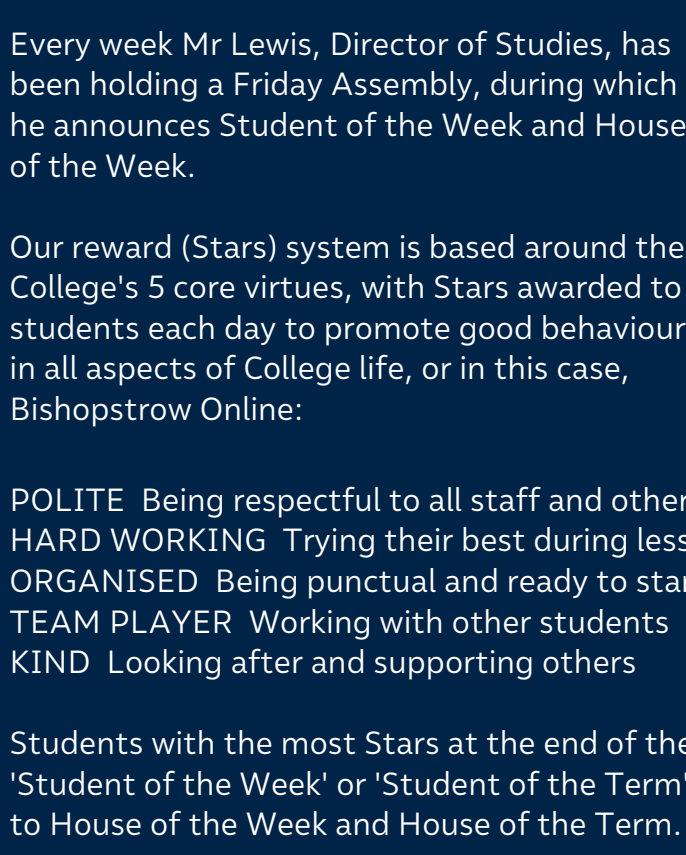 Every week Mr Lewis, Director of Studies, has
been holding a Friday Assembly, during which
he announces Student of the Week and House
of the Week.
Our reward (Stars) system is based around the
College's 5 core virtues, with Stars awarded to
students each day to promote good behaviour
in all aspects of College life, or in this case,
Bishopstrow Online:
POLITE Being respectful to all staff and other
HARD WORKING Trying their best during less
ORGANISED Being punctual and ready to star
TEAM PLAYER Working with other students
KIND Looking after and supporting others
Students with the most Stars at the end of the
'Student of the Week' or 'Student of the Term'
to House of the Week and House of the Term.